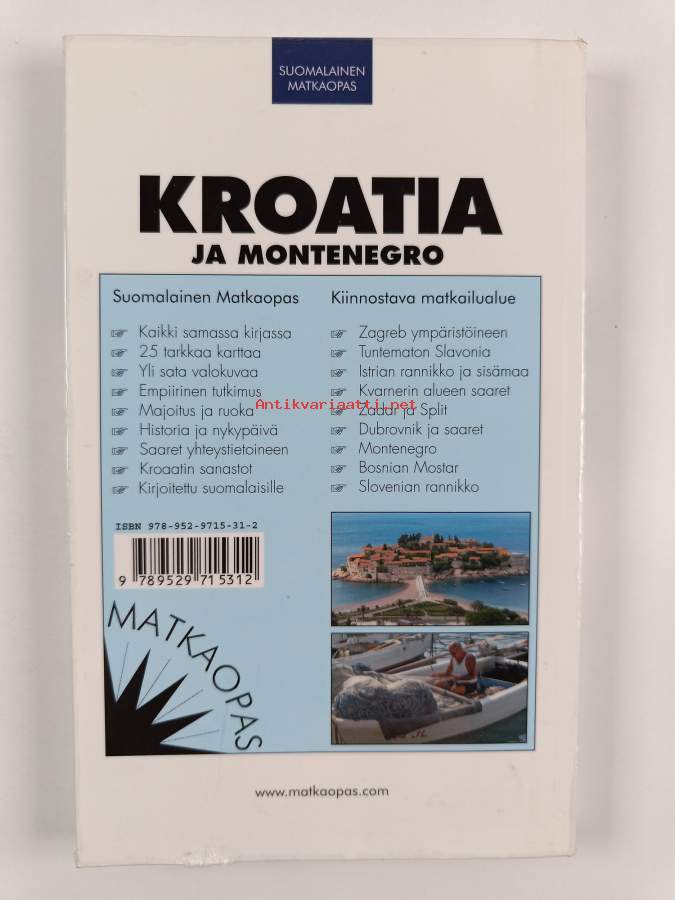 SUOMALAINEN
MATKAOPAS
KROATIA
JA MONTENEGRO
Suomalainen Matkaopas
☞ Kaikki samassa kirjassa
☞ 25 tarkkaa karttaa
☞ Yli sata valokuvaa
☞ Empiirinen tutkimus
☞ Majoitus ja ruoka
☞ Historia ja nykypäivä
☞ Saaret yhteystietoineen
☞ Kroaatin sanastot
☞ Kirjoitettu suomalaisille
Kiinnostava matkailualue
☞ Zagreb ympäristöineen
☞ Tuntematon Slavonia
☞ Istrian rannikko ja sisämaa
☞ Kvarnerin alueen saaret
☞ Zadar ja Split
☞ Dubrovnik ja saaret
☞ Montenegro
☞ Bosnian Mostar
☞ Slovenian rannikko
Antikvariaatti.net
ISBN 978-952-9715-31-2
9 789529 715312
MATKAOPAS
www.matkaopas.com